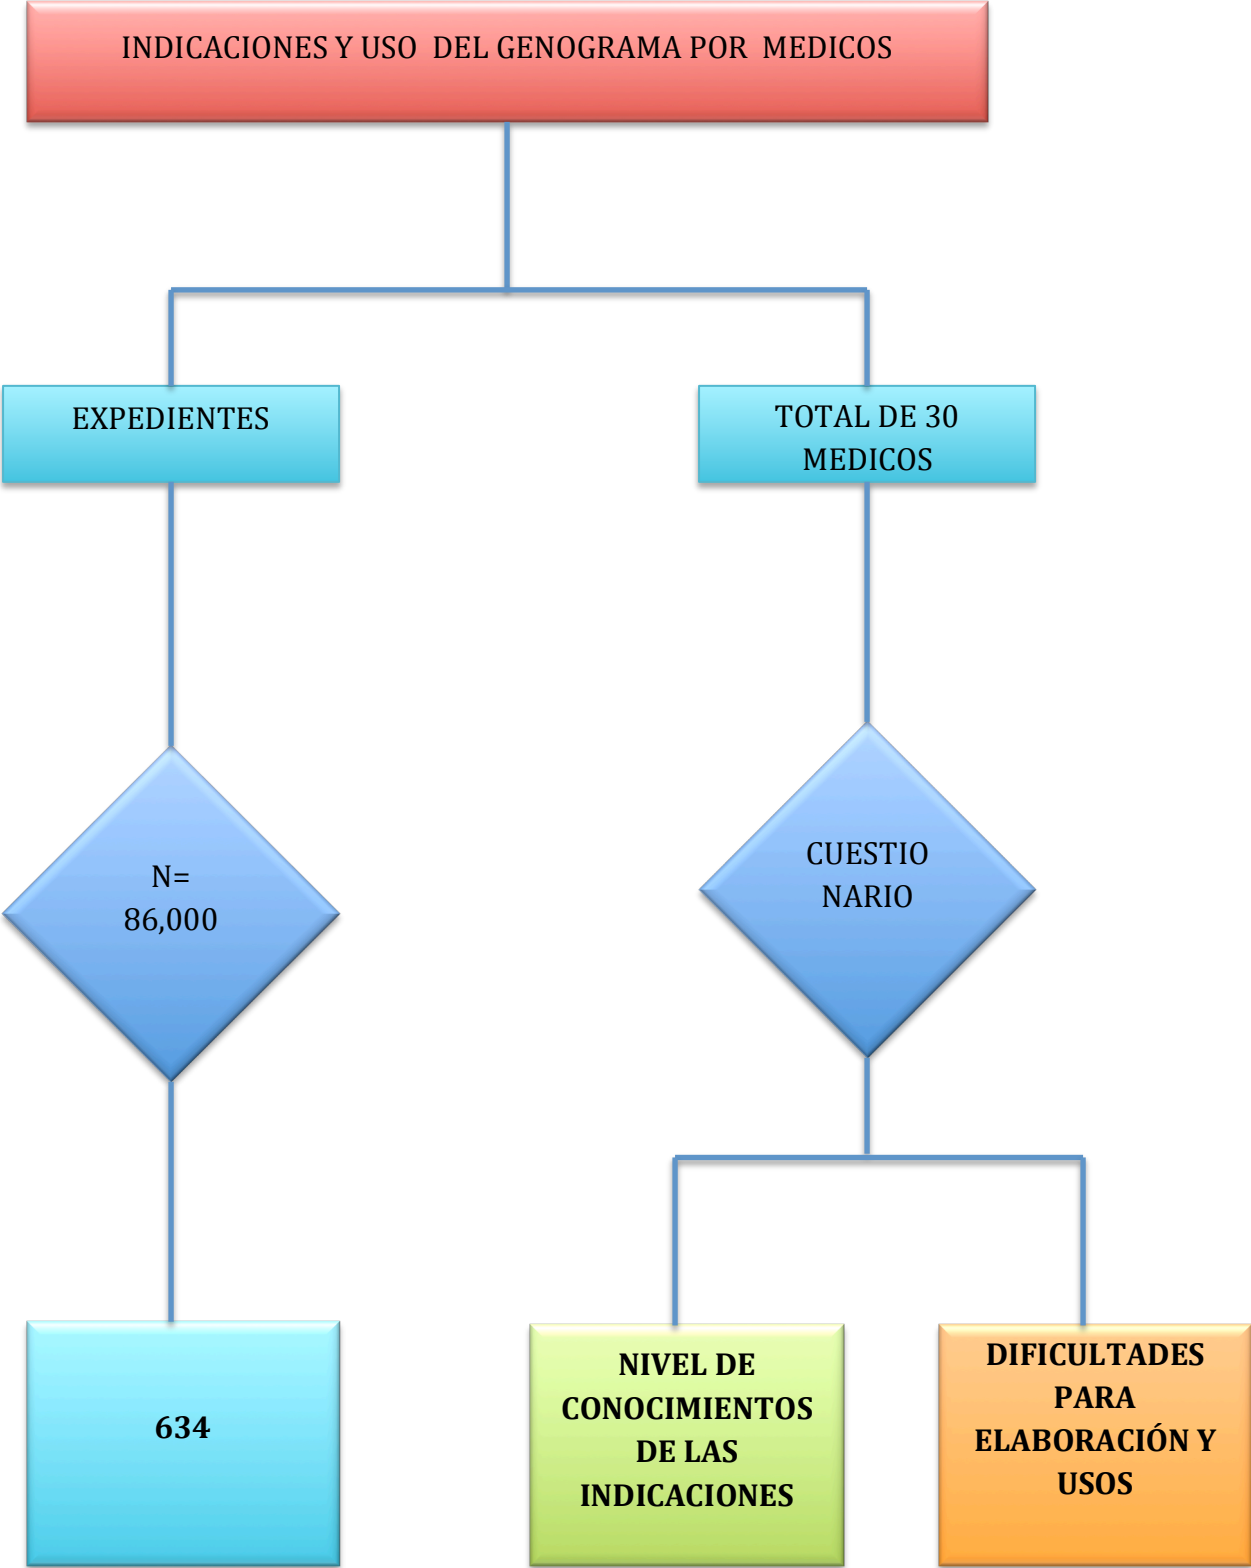 INDICACIONES Y USO  DEL GENOGRAMA POR  MEDICOS
EXPEDIENTES
TOTAL DE 30
MEDICOS
N=
86,000
CUESTIO
NARIO
634
NIVEL DE
CONOCIMIENTOS
DE LAS
INDICACIONES
DIFICULTADES
PARA
ELABORACIÓN Y
USOS